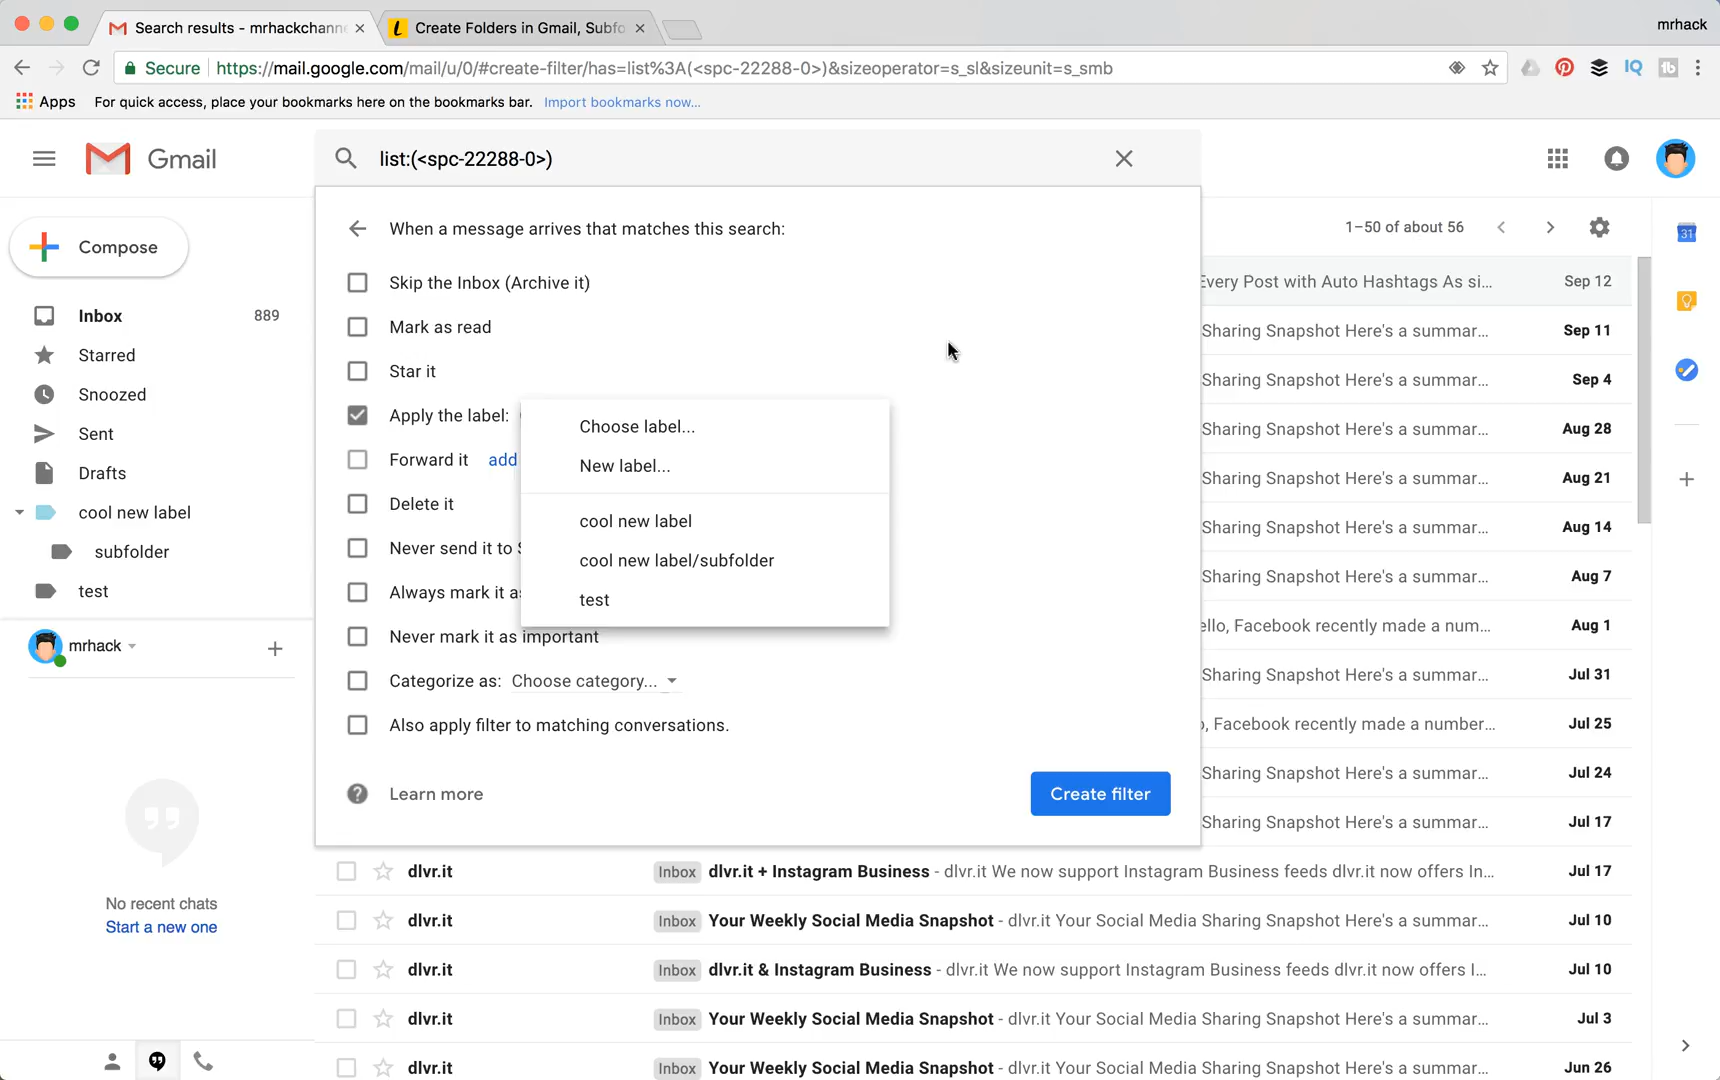 Search results - mrhackchanne
Create Folders in Gmail, Subfo
mrhack
Secure
https://mail.google.com/mail/u/0/#create-filter/has=list%3A(<spc-22288-0>)&sizeoperator=s_sl&sizeunit=s_smb
Apps
For quick access, place your bookmarks here on the bookmarks bar.
Import bookmarks now...
Gmail
list:(<spc-22288-0>)
Compose
When a message arrives that matches this search:
1–50 of about 56
31
Skip the Inbox (Archive it)
Every Post with Auto Hashtags As si...
Sep 12
Inbox
889
Mark as read
Sharing Snapshot Here's a summar...
Sep 11
Starred
Star it
Sharing Snapshot Here's a summar...
Sep 4
Snoozed
Apply the label:
Choose label...
Sharing Snapshot Here's a summar...
Aug 28
Sent
Forward it
add
New label...
Sharing Snapshot Here's a summar...
Aug 21
Drafts
Delete it
cool new label
Sharing Snapshot Here's a summar...
Aug 14
cool new label
Never send it to S
cool new label/subfolder
Sharing Snapshot Here's a summar...
Aug 7
subfolder
Always mark it as
test
ello, Facebook recently made a num...
Aug 1
test
Never mark it as important
mrhack
Sharing Snapshot Here's a summar...
Jul 31
Categorize as:
Choose category...
Also apply filter to matching conversations.
o, Facebook recently made a number...
Jul 25
Sharing Snapshot Here's a summar...
Jul 24
Learn more
Create filter
Sharing Snapshot Here's a summar...
Jul 17
dlvr.it
Inbox
dlvr.it + Instagram Business - dlvr.it We now support Instagram Business feeds dlvr.it now offers In...
Jul 17
No recent chats
Start a new one
dlvr.it
Inbox
Your Weekly Social Media Snapshot - dlvr.it Your Social Media Sharing Snapshot Here's a summar...
Jul 10
dlvr.it
Inbox
dlvr.it & Instagram Business - dlvr.it We now support Instagram Business feeds dlvr.it now offers I...
Jul 10
dlvr.it
Inbox
Your Weekly Social Media Snapshot - dlvr.it Your Social Media Sharing Snapshot Here's a summar...
Jul 3
dlvr.it
Inbox
Your Weekly Social Media Snapshot - dlvr.it Your Social Media Sharing Snapshot Here's a summar...
Jun 26